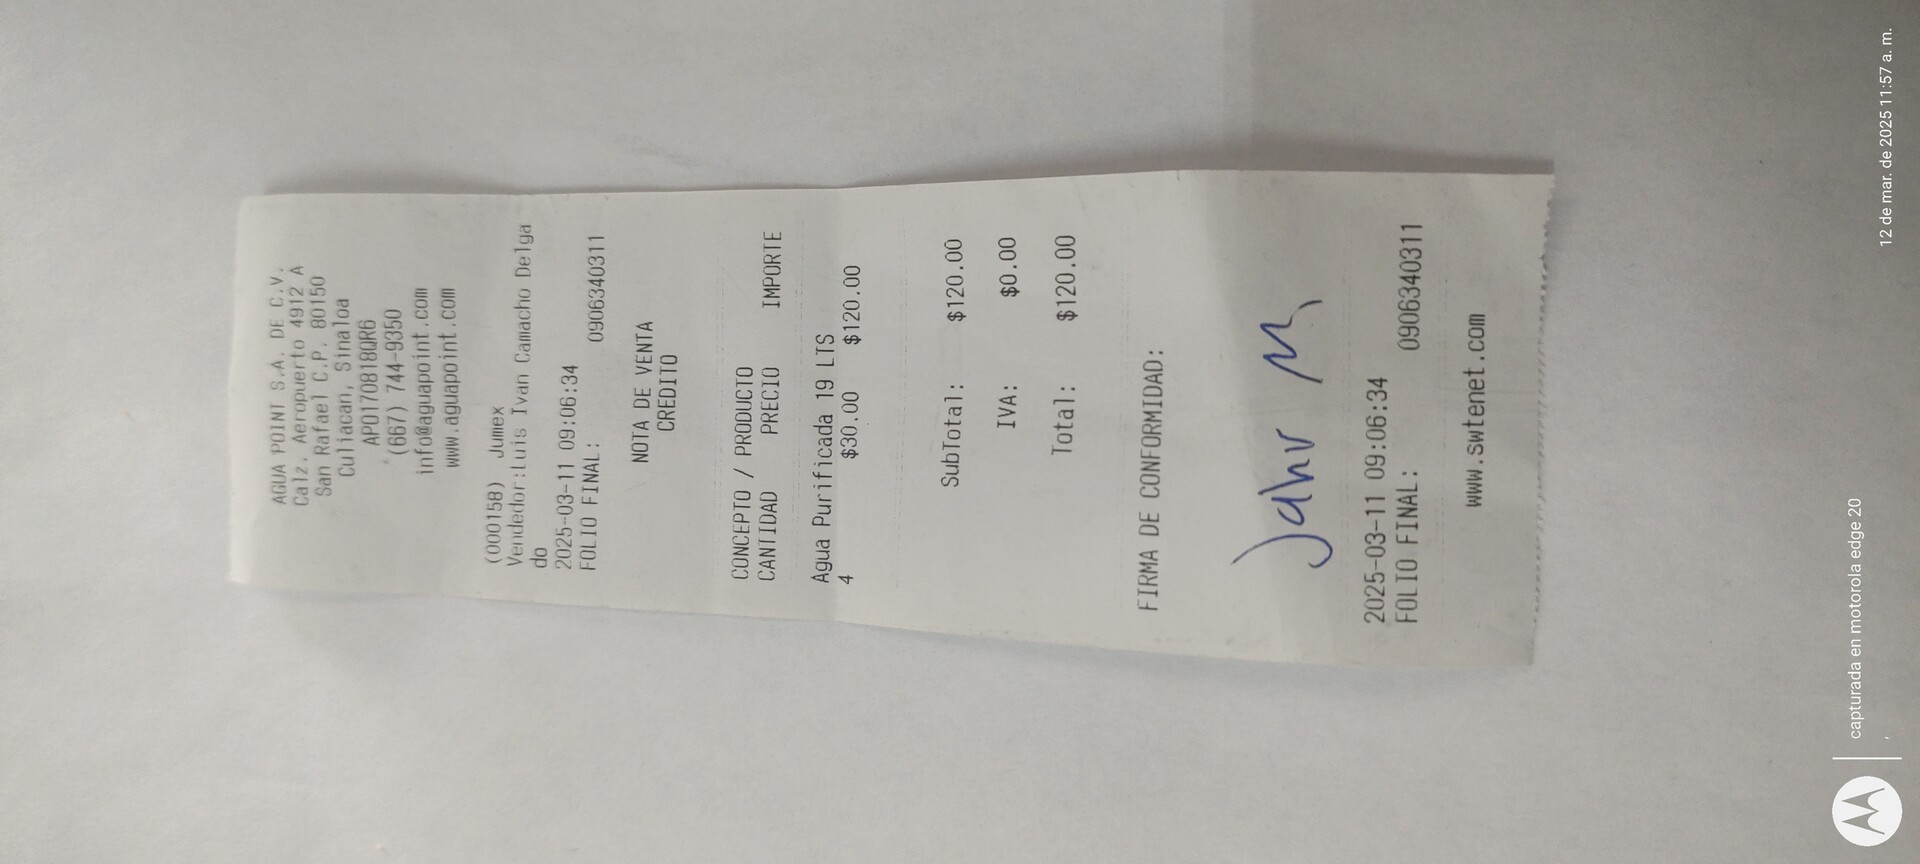 AGUA POINT S.A. DE C.V.
Calz. Aeropuerto 4912 A
San Rafael C.P. 80150
Culiacan, Sinaloa
APO170818QR6
(667) 744-9350
info@aguapoint.com
www.aguapoint.com
(000158) Jumex
Vendedor:Luis Ivan Camacho Delga
do
2025-03-11 09:06:34
FOLIO FINAL: 0906340311
NOTA DE VENTA
CREDITO
CONCEPTO / PRODUCTO
CANTIDAD PRECIO IMPORTE
Agua Purificada 19 LTS
4 $30.00 $120.00
SubTotal: $120.00
IVA: $0.00
Total: $120.00
FIRMA DE CONFORMIDAD:
2025-03-11 09:06:34
FOLIO FINAL: 0906340311
www.swtenet.com
capturada en motorola edge 20
12 de mar. de 2025 11:57 a. m.